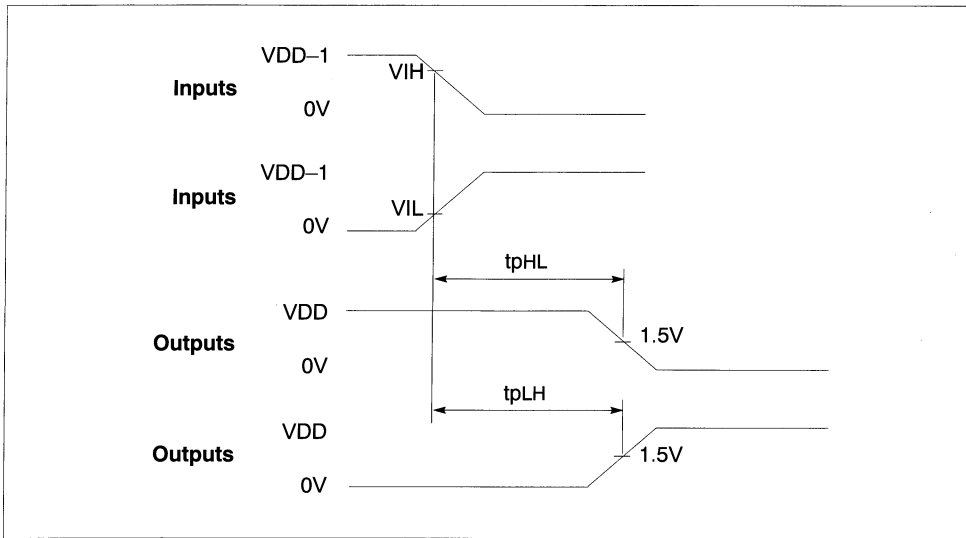 VDD–1
VIH
Inputs
0V
VDD–1
Inputs
VIL
0V
tpHL
VDD
1.5V
Outputs
0V
tpLH
VDD
Outputs
1.5V
0V